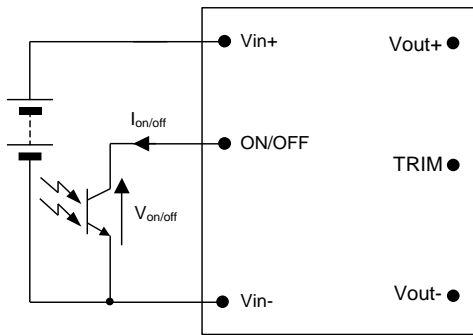 Vin+
Vout+
Ion/off
ON/OFF
TRIM
Von/off
Vin-
Vout-